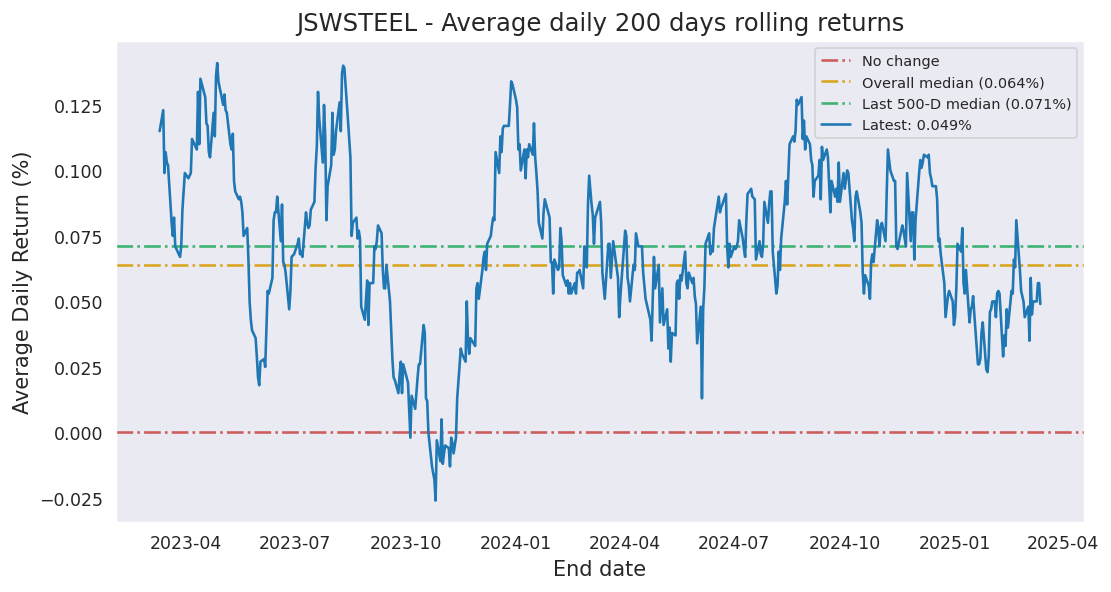 JSWSTEEL - Average daily 200 days rolling returns
No change
Overall median (0.064%)
Last 500-D median (0.071%)
Latest: 0.049%
Average Daily Return (%)
0.125
0.100
0.075
0.050
0.025
0.000
−0.025
2023-04 2023-07 2023-10 2024-01 2024-04 2024-07 2024-10 2025-01 2025-04
End date